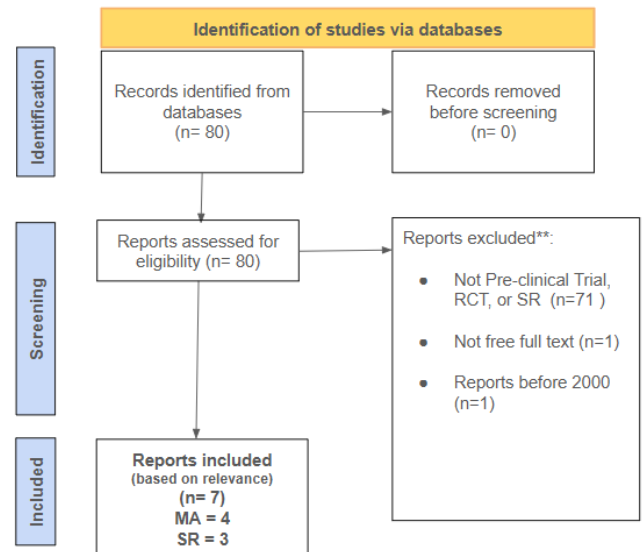 Identification of studies via databases
Identification
Records identified from
databases
(n= 80)
Records removed
before screening
(n= 0)
Screening
Reports assessed for
eligibility (n= 80)
Reports excluded**:
● Not Pre-clinical Trial,
RCT, or SR (n=71 )
● Not free full text (n=1)
● Reports before 2000
(n=1)
Included
Reports included
(based on relevance)
(n= 7)
MA = 4
SR = 3